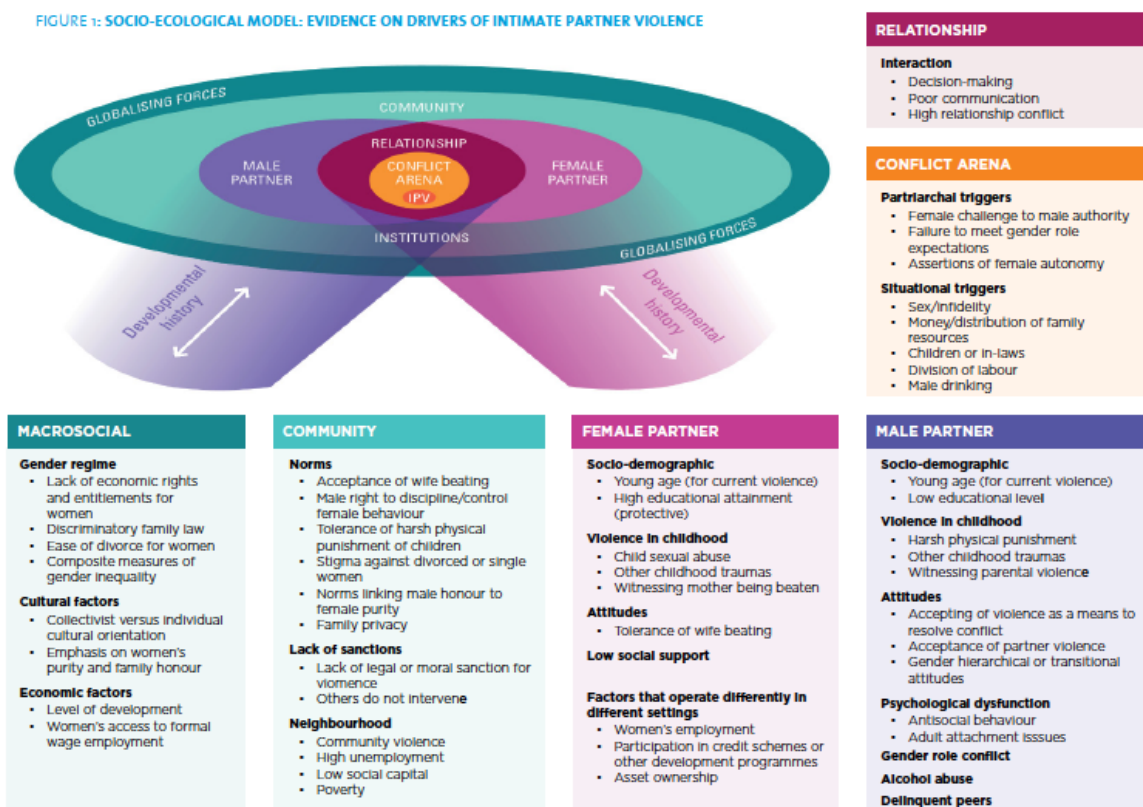 FIGURE 1: SOCIO-ECOLOGICAL MODEL: EVIDENCE ON DRIVERS OF INTIMATE PARTNER VIOLENCE
GLOBALISING FORCES
COMMUNITY
RELATIONSHIP
MALE
PARTNER
CONFLICT
ARENA
FEMALE
PARTNER
IPV
INSTITUTIONS
GLOBALISING FORCES
Developmental
history
Developmental
history
RELATIONSHIP
Interaction
• Decision-making
• Poor communication
• High relationship conflict
CONFLICT ARENA
Partriarchal triggers
• Female challenge to male authority
• Failure to meet gender role
expectations
• Assertions of female autonomy
Situational triggers
• Sex/infidelity
• Money/distribution of family
resources
• Children or in-laws
• Division of labour
• Male drinking
MACROSOCIAL
Gender regime
• Lack of economic rights
and entitlements for
women
• Discriminatory family law
• Ease of divorce for women
• Composite measures of
gender inequality
Cultural factors
• Collectivist versus individual
cultural orientation
• Emphasis on women's
purity and family honour
Economic factors
• Level of development
• Women's access to formal
wage employment
COMMUNITY
Norms
• Acceptance of wife beating
• Male right to discipline/control
female behaviour
• Tolerance of harsh physical
punishment of children
• Stigma against divorced or single
women
• Norms linking male honour to
female purity
• Family privacy
Lack of sanctions
• Lack of legal or moral sanction for
viomence
• Others do not intervene
Neighbourhood
• Community violence
• High unemployment
• Low social capital
• Poverty
FEMALE PARTNER
Socio-demographic
• Young age (for current violence)
• High educational attainment
(protective)
Violence in childhood
• Child sexual abuse
• Other childhood traumas
• Witnessing mother being beaten
Attitudes
• Tolerance of wife beating
Low social support
Factors that operate differently in
different settings
• Women's employment
• Participation in credit schemes or
other development programmes
• Asset ownership
MALE PARTNER
Socio-demographic
• Young age (for current violence)
• Low educational level
Violence in childhood
• Harsh physical punishment
• Other childhood traumas
• Witnessing parental violence
Attitudes
• Accepting of violence as a means to
resolve conflict
• Acceptance of partner violence
• Gender hierarchical or transitional
attitudes
Psychological dysfunction
• Antisocial behaviour
• Adult attachment isssues
Gender role conflict
Alcohol abuse
Delinquent peers